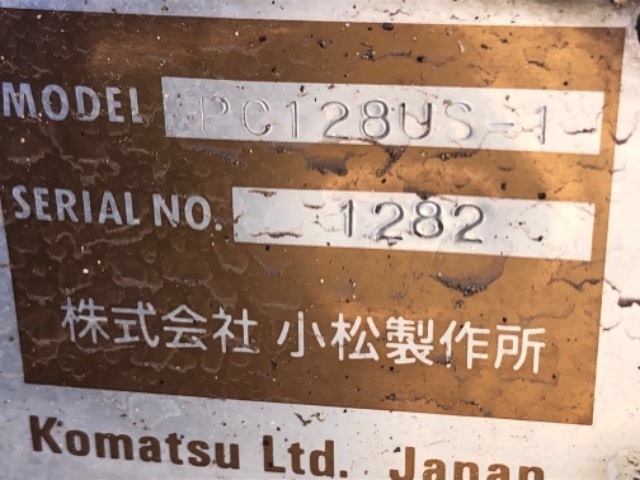 MODEL PC128US-1
SERIAL NO. 1282
株式会社 小松製作所
Komatsu Ltd. Japan